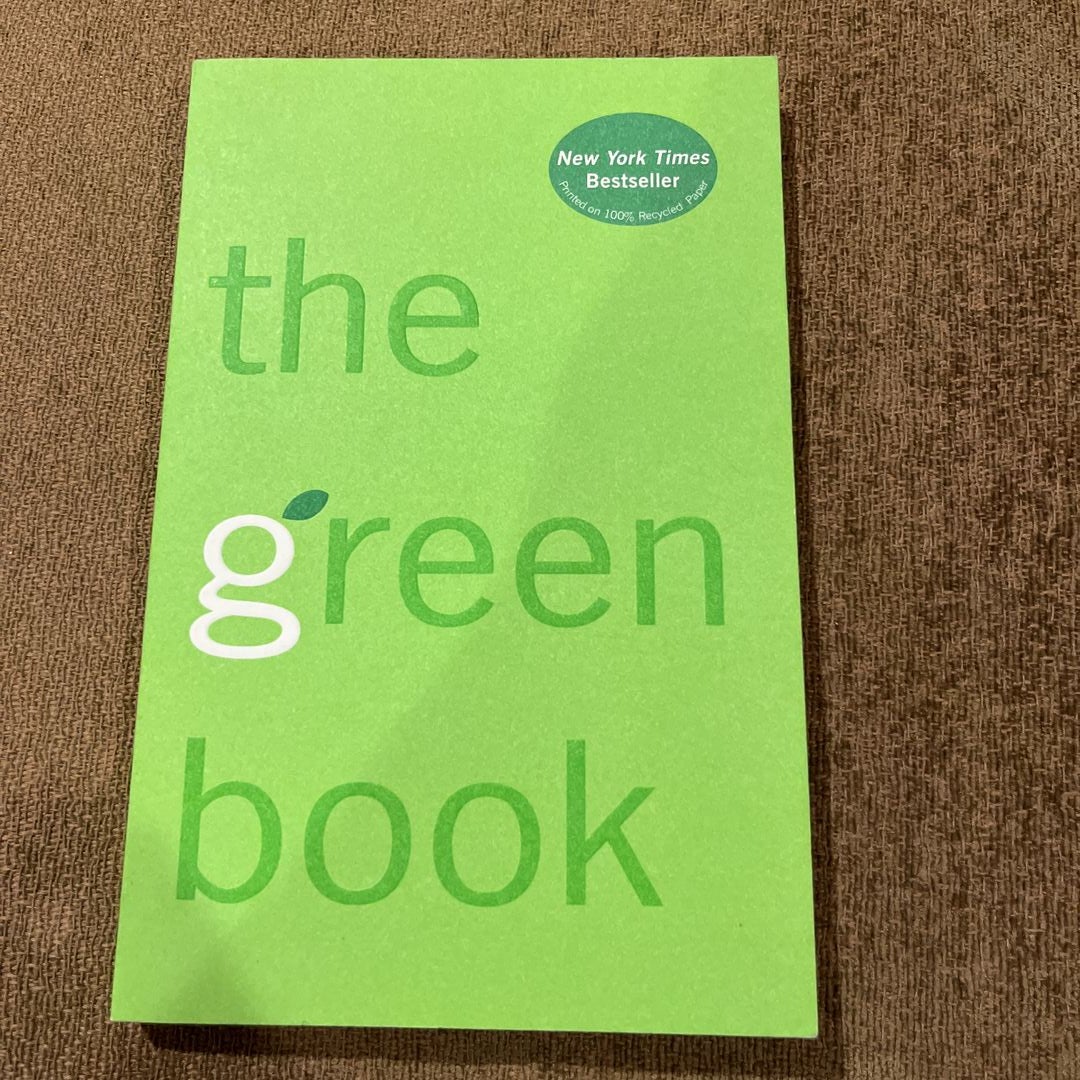 New York Times
Bestseller
Printed on 100% Recycled Paper
the
green
book